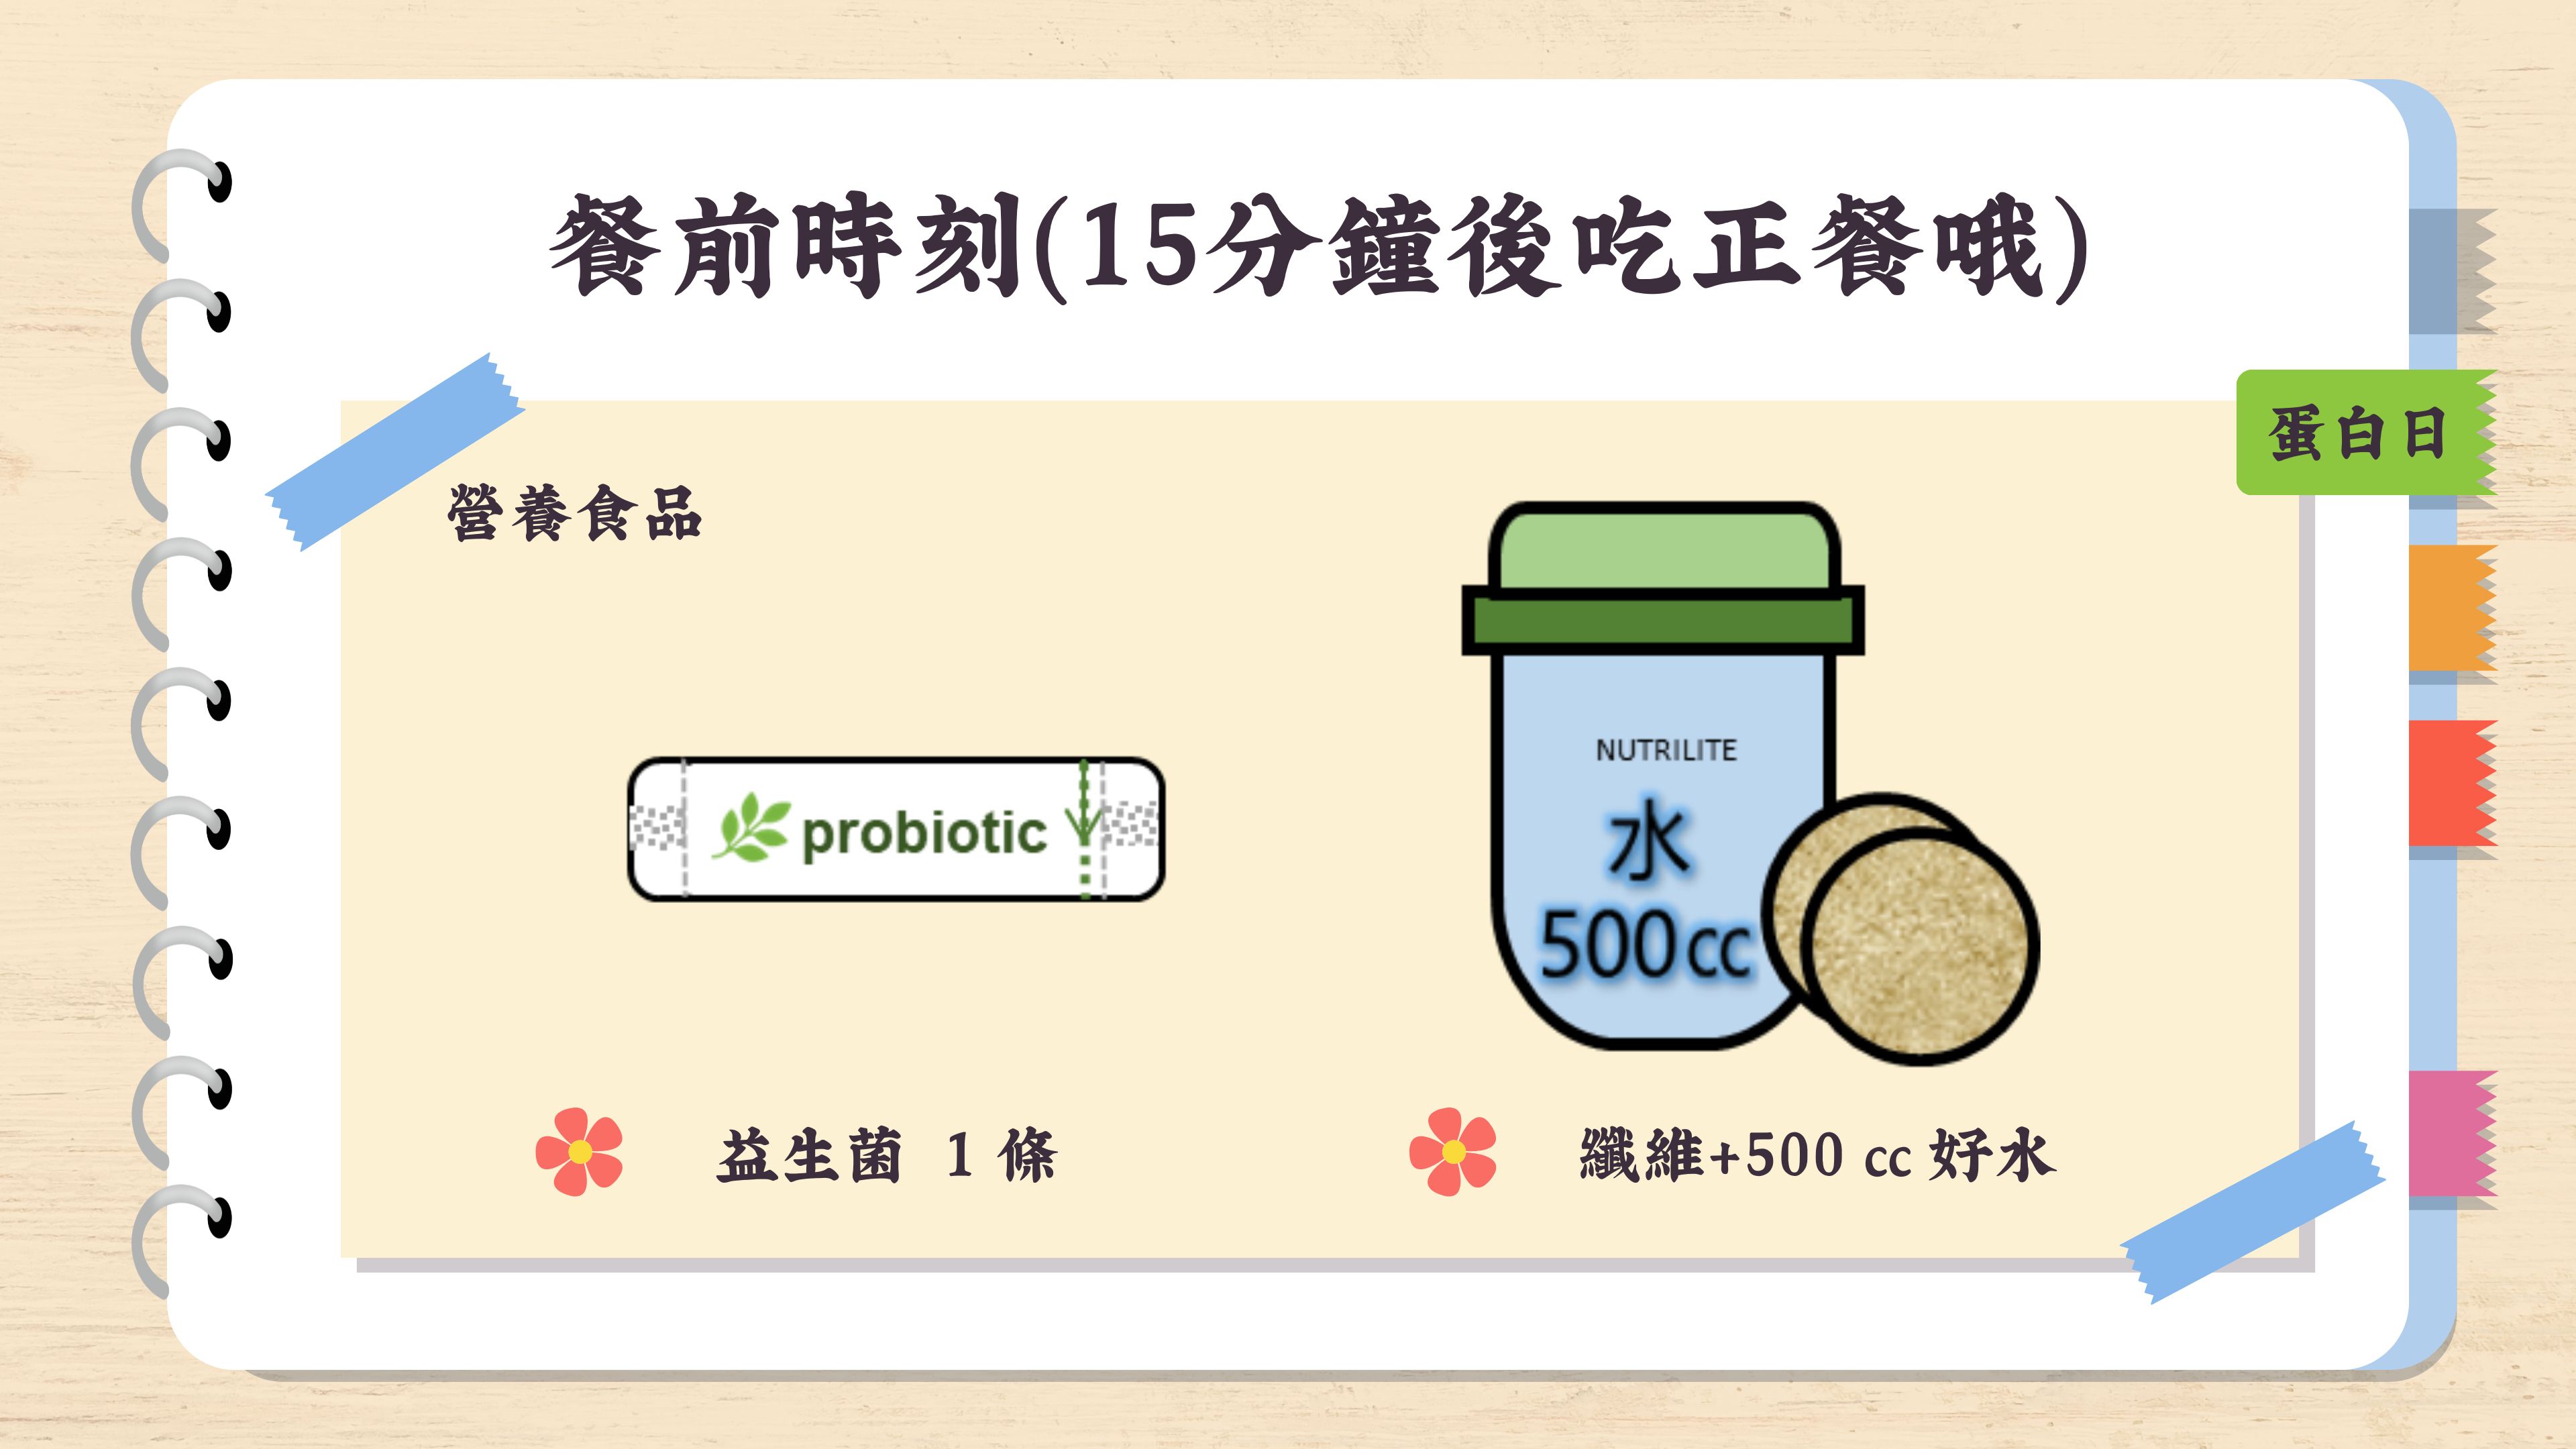 餐前時刻(15分鐘後吃正餐哦)
蛋白日
營養食品
probiotic
NUTRILITE
水
500cc
益生菌 1 條
纖維+500 cc 好水